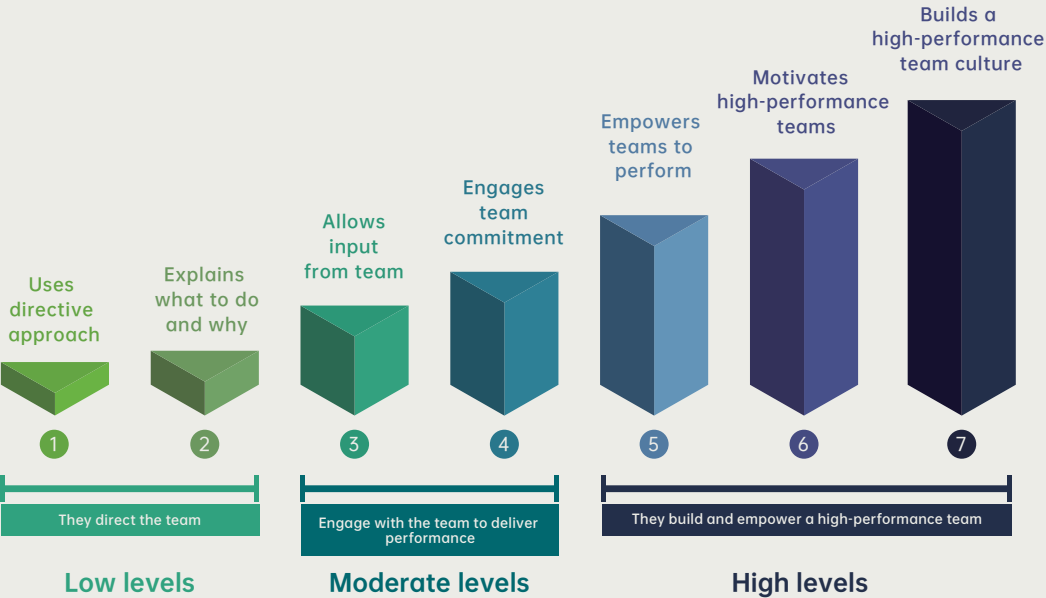 Uses
directive
approach
Explains
what to do
and why
Allows
input
from team
Engages
team
commitment
Empowers
teams to
perform
Motivates
high-performance
teams
Builds a
high-performance
team culture
1
2
3
4
5
6
7
They direct the team
Engage with the team to deliver
performance
They build and empower a high-performance team
Low levels
Moderate levels
High levels